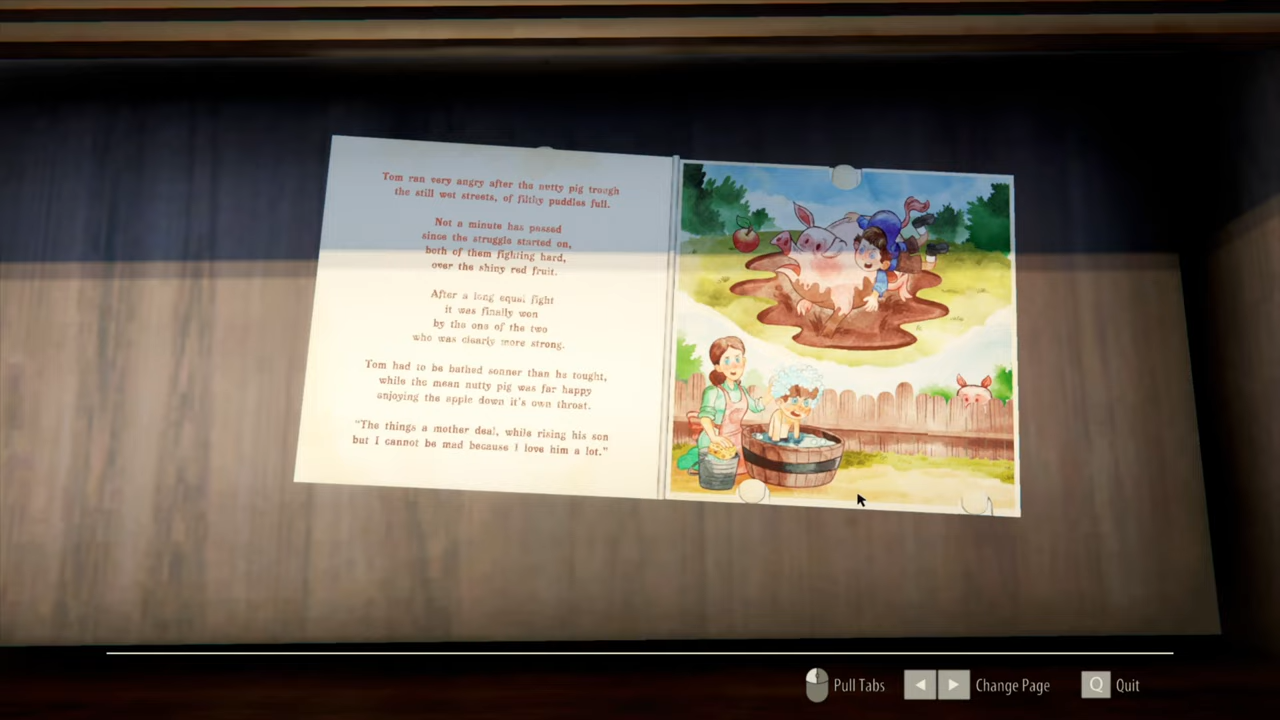 Tom ran very angry after the nutty pig trough
the still wet streets, of filthy puddles full.
Not a minute has passed
since the struggle started on,
both of them fighting hard,
over the shiny red fruit.
After a long equal fight
it was finally won
by the one of the two
who was clearly more strong.
Tom had to be bathed sonner than he tought,
while the mean nutty pig was far happy
enjoying the apple down it's own throat.
"The things a mother deal, while rising his son
but I cannot be mad because I love him a lot."
Pull Tabs
Change Page
Q Quit